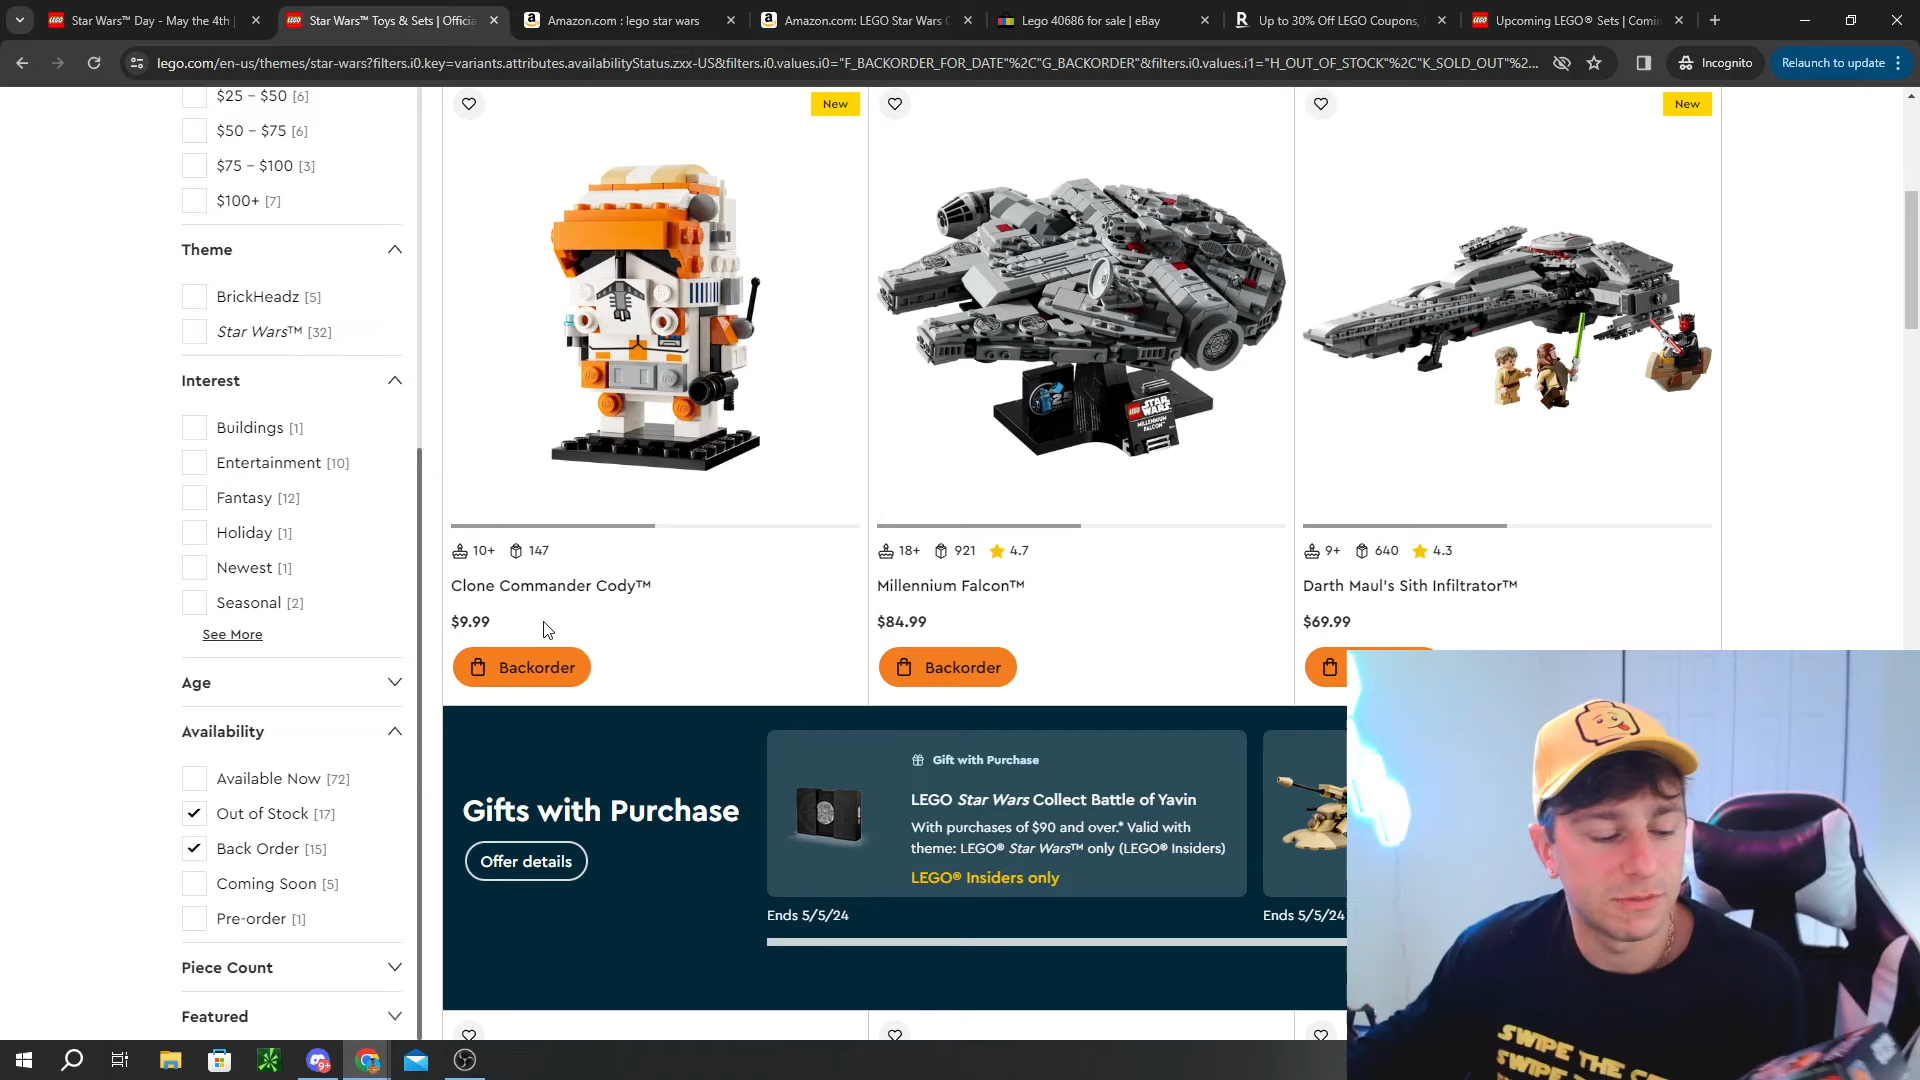 Star Wars™ Day - May the 4th
Star Wars™ Toys & Sets | Officia
Amazon.com : lego star wars
Amazon.com: LEGO Star Wars
Lego 40686 for sale | eBay
Up to 30% Off LEGO Coupons,
Upcoming LEGO® Sets | Comin
lego.com/en-us/themes/star-wars?filters.i0.key=variants.attributes.availabilityStatus.zxx-US&filters.i0.values.i0="F_BACKORDER_FOR_DATE"%2C"G_BACKORDER"&filters.i0.values.i1="H_OUT_OF_STOCK"%2C"K_SOLD_OUT"%2...
Incognito
Relaunch to update
$25 - $50 [6]
$50 - $75 [6]
$75 - $100 [3]
$100+ [7]
Theme
BrickHeadz [5]
Star Wars™ [32]
Interest
Buildings [1]
Entertainment [10]
Fantasy [12]
Holiday [1]
Newest [1]
Seasonal [2]
See More
Age
Availability
Available Now [72]
Out of Stock [17]
Back Order [15]
Coming Soon [5]
Pre-order [1]
Piece Count
Featured
New
10+ 147
Clone Commander Cody™
$9.99
Backorder
25
LEGO
STAR WARS
MILLENNIUM FALCON™
18+ 921 4.7
Millennium Falcon™
$84.99
Backorder
New
9+ 640 4.3
Darth Maul's Sith Infiltrator™
$69.99
Gifts with Purchase
Offer details
Gift with Purchase
LEGO Star Wars Collect Battle of Yavin
With purchases of $90 and over.* Valid with
theme: LEGO® Star Wars™ only (LEGO® Insiders)
LEGO® Insiders only
Ends 5/5/24
Ends 5/5/24
SWIPE THE
SWIPE
9+